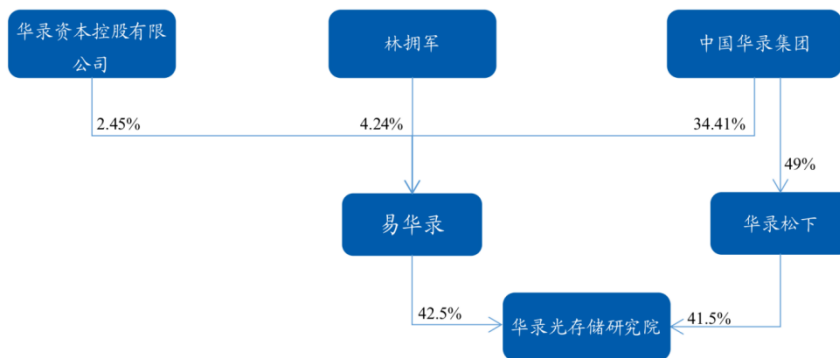 华录资本控股有限
公司
林拥军
中国华录集团
2.45%
4.24%
34.41%
49%
易华录
华录松下
42.5%
华录光存储研究院
41.5%